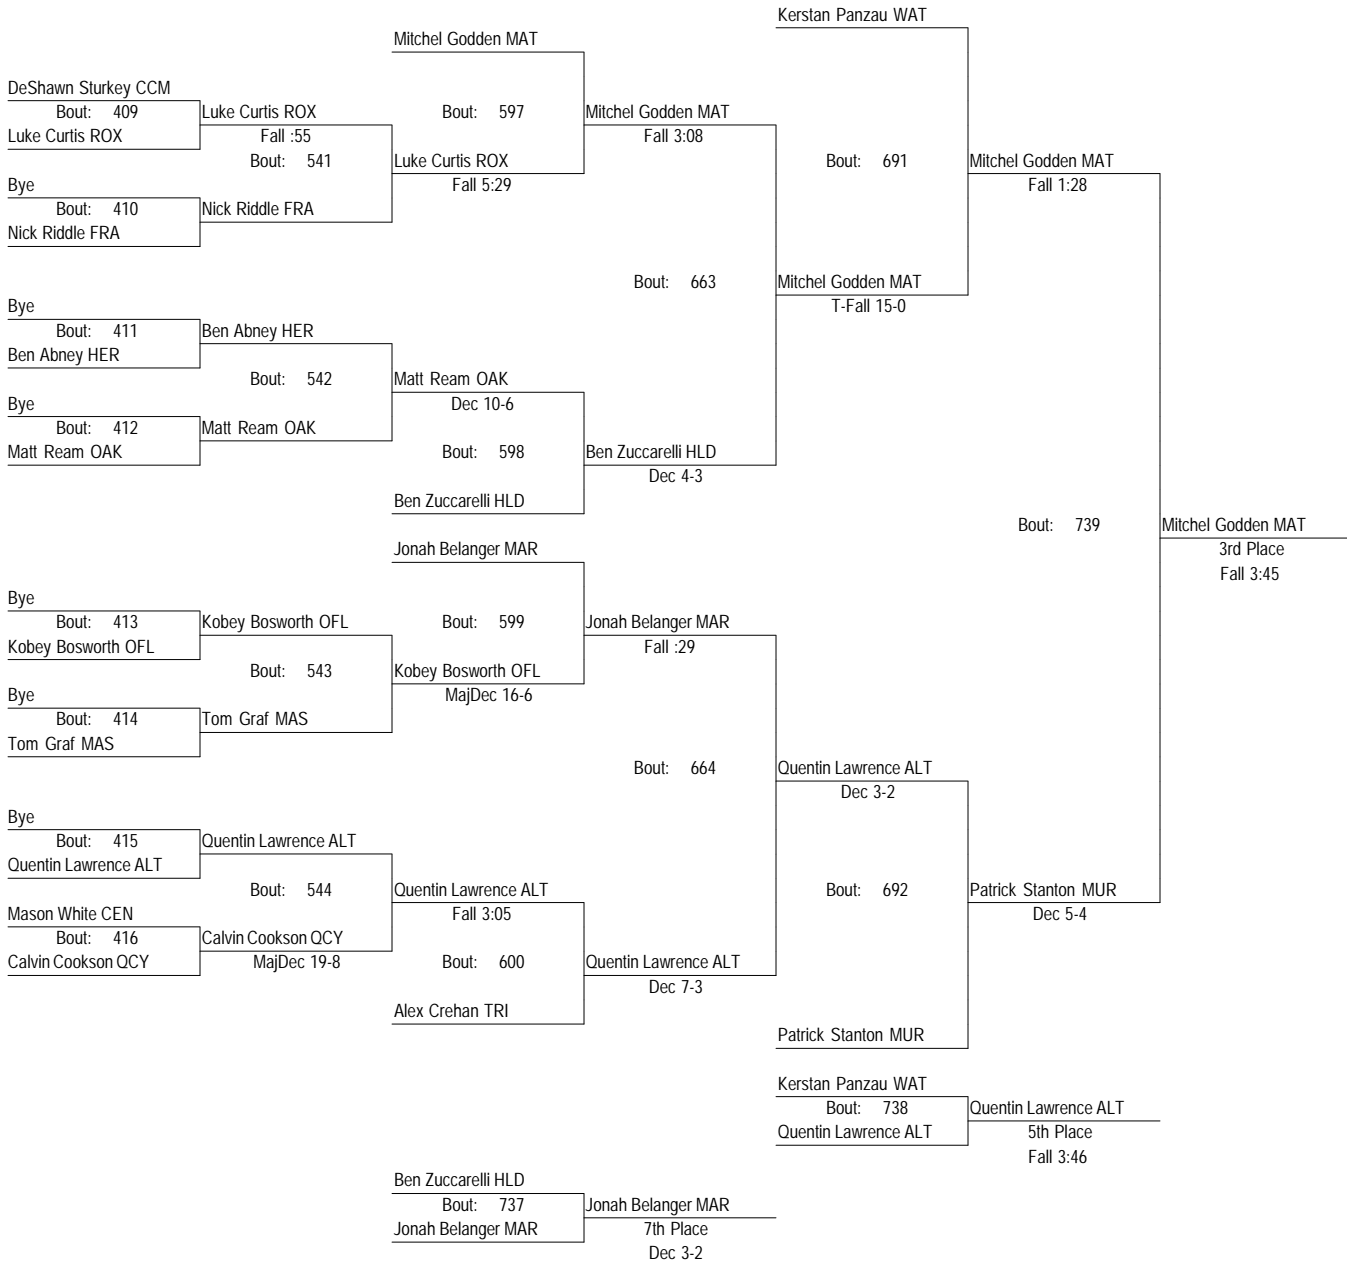 Kerstan Panzau WAT
Mitchel Godden MAT
DeShawn Sturkey CCM
Bout: 409
Luke Curtis ROX
Bout: 597
Mitchel Godden MAT
Luke Curtis ROX
Fall :55
Fall 3:08
Bout: 541
Luke Curtis ROX
Bout: 691
Mitchel Godden MAT
Bye
Fall 5:29
Fall 1:28
Bout: 410
Nick Riddle FRA
Nick Riddle FRA
Bout: 663
Mitchel Godden MAT
Bye
T-Fall 15-0
Bout: 411
Ben Abney HER
Ben Abney HER
Bout: 542
Matt Ream OAK
Bye
Dec 10-6
Bout: 412
Matt Ream OAK
Matt Ream OAK
Bout: 598
Ben Zuccarelli HLD
Dec 4-3
Ben Zuccarelli HLD
Bout: 739
Mitchel Godden MAT
Jonah Belanger MAR
3rd Place
Fall 3:45
Bye
Bout: 413
Kobey Bosworth OFL
Bout: 599
Jonah Belanger MAR
Kobey Bosworth OFL
Fall :29
Bout: 543
Kobey Bosworth OFL
Bye
MajDec 16-6
Bout: 414
Tom Graf MAS
Tom Graf MAS
Bout: 664
Quentin Lawrence ALT
Dec 3-2
Bye
Bout: 415
Quentin Lawrence ALT
Quentin Lawrence ALT
Bout: 544
Quentin Lawrence ALT
Bout: 692
Patrick Stanton MUR
Mason White CEN
Fall 3:05
Dec 5-4
Bout: 416
Calvin Cookson QCY
Calvin Cookson QCY
MajDec 19-8
Bout: 600
Quentin Lawrence ALT
Dec 7-3
Alex Crehan TRI
Patrick Stanton MUR
Kerstan Panzau WAT
Bout: 738
Quentin Lawrence ALT
Quentin Lawrence ALT
5th Place
Fall 3:46
Ben Zuccarelli HLD
Bout: 737
Jonah Belanger MAR
Jonah Belanger MAR
7th Place
Dec 3-2